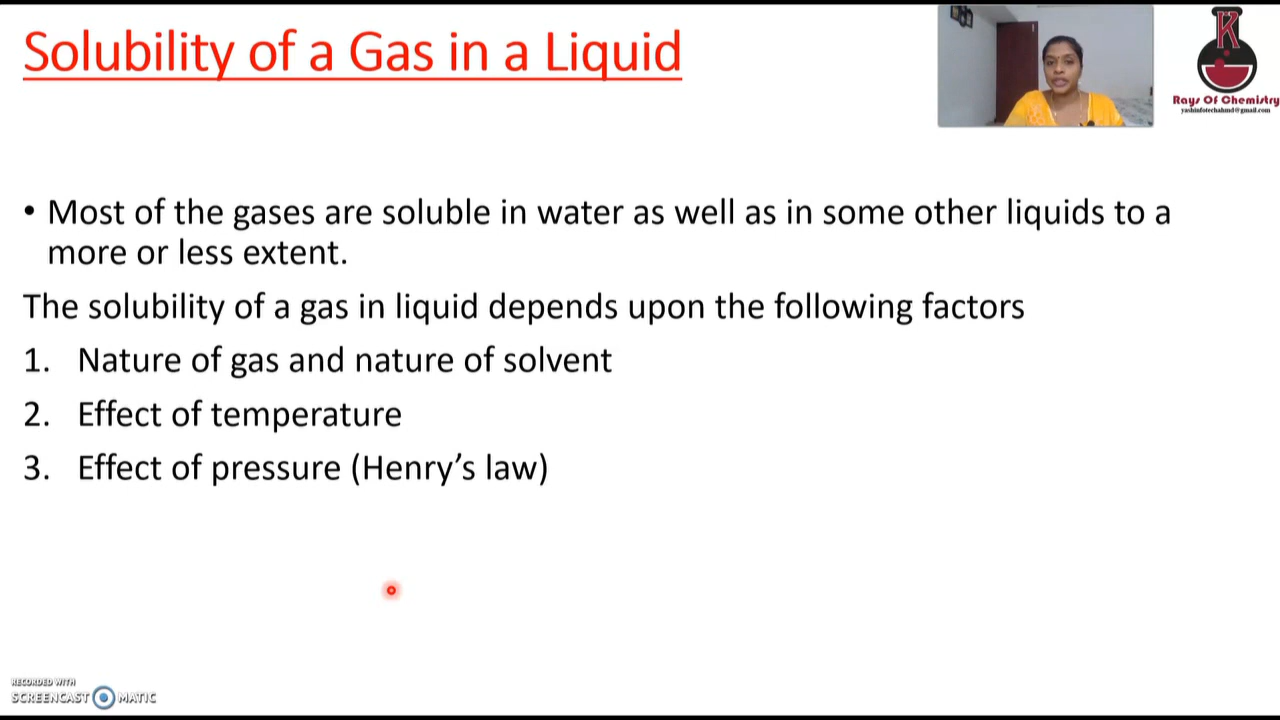 Solubility of a Gas in a Liquid
K
Rays Of Chemistry
yashinfotechahmd@gmail.com
• Most of the gases are soluble in water as well as in some other liquids to a
more or less extent.
The solubility of a gas in liquid depends upon the following factors
1. Nature of gas and nature of solvent
2. Effect of temperature
3. Effect of pressure (Henry’s law)
RECORDED WITH
SCREENCAST MATIC